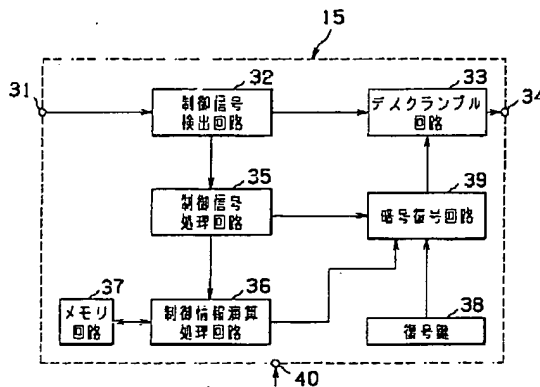 15
31
32
制御信号
検出回路
33
デスクランブル
回路
34
35
制御信号
処理回路
39
暗号復号回路
37
メモリ
回路
36
制御情報演算
処理回路
38
復号鍵
40